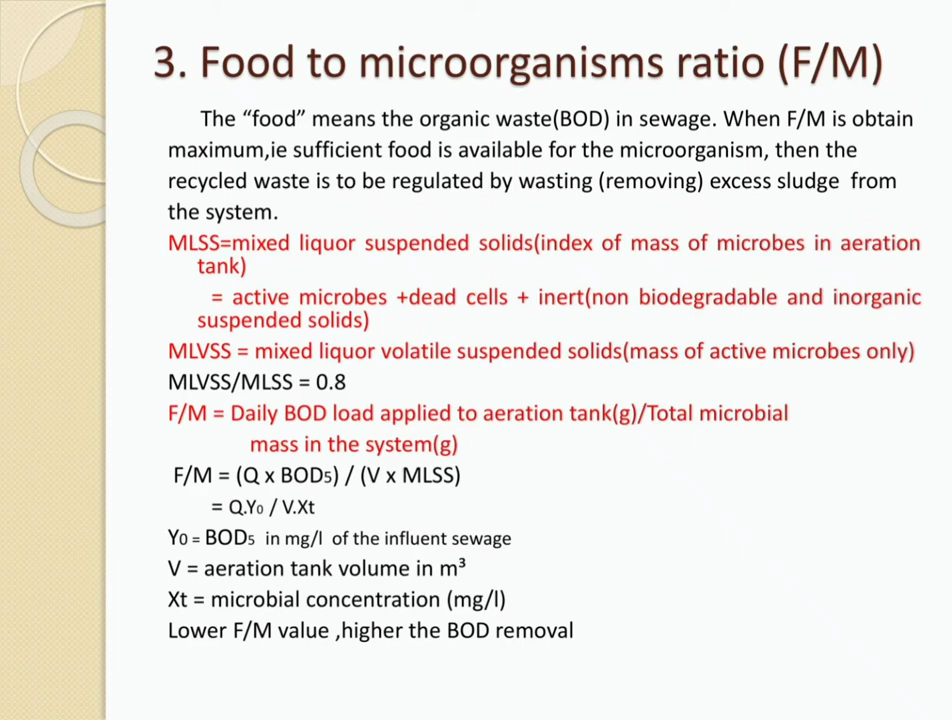 3. Food to microorganisms ratio (F/M)
The “food” means the organic waste(BOD) in sewage. When F/M is obtain
maximum,ie sufficient food is available for the microorganism, then the
recycled waste is to be regulated by wasting (removing) excess sludge from
the system.
MLSS=mixed liquor suspended solids(index of mass of microbes in aeration
tank)
= active microbes +dead cells + inert(non biodegradable and inorganic
suspended solids)
MLVSS = mixed liquor volatile suspended solids(mass of active microbes only)
MLVSS/MLSS = 0.8
F/M = Daily BOD load applied to aeration tank(g)/Total microbial
mass in the system(g)
F/M = (Q x BOD5) / (V x MLSS)
= Q.Y0 / V.Xt
Y0 = BOD5 in mg/l of the influent sewage
V = aeration tank volume in m³
Xt = microbial concentration (mg/l)
Lower F/M value ,higher the BOD removal